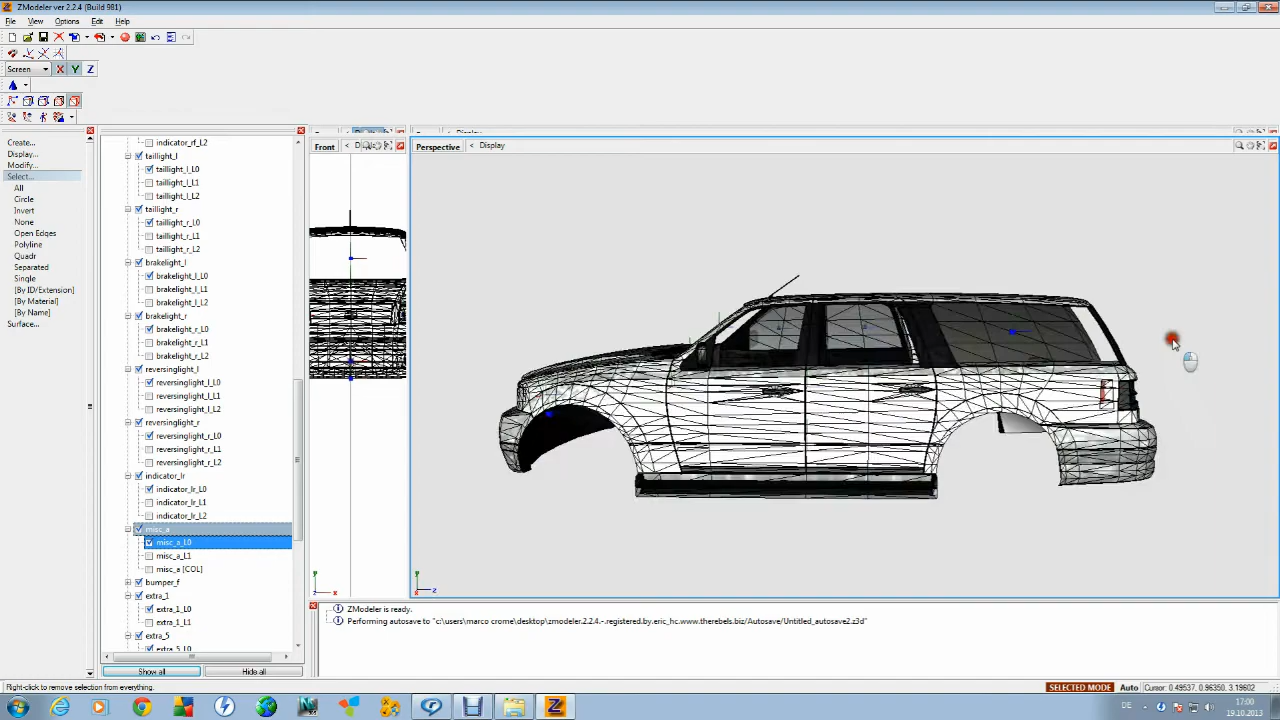 ZModeler ver 2.2.4 (Build 981)
File View Options Edit Help
Screen X Y Z
Create...
Display...
Modify...
Select...
All
Circle
Invert
None
Open Edges
Polyline
Quadr
Separated
Single
[By ID/Extension]
[By Material]
[By Name]
Surface...
indicator_rf_L2
taillight_l
taillight_l_L0
taillight_l_L1
taillight_l_L2
taillight_r
taillight_r_L0
taillight_r_L1
taillight_r_L2
brakelight_l
brakelight_l_L0
brakelight_l_L1
brakelight_l_L2
brakelight_r
brakelight_r_L0
brakelight_r_L1
brakelight_r_L2
reversinglight_l
reversinglight_l_L0
reversinglight_l_L1
reversinglight_l_L2
reversinglight_r
reversinglight_r_L0
reversinglight_r_L1
reversinglight_r_L2
indicator_lr
indicator_lr_L0
indicator_lr_L1
indicator_lr_L2
misc_a
misc_a_L0
misc_a_L1
misc_a [COL]
bumper_f
extra_1
extra_1_L0
extra_1_L1
extra_5
extra_5_L0
Show all Hide all
Front
Perspective < Display
y
x
y
z
ZModeler is ready.
Performing autosave to "c:\users\marco crome\desktop\zmodeler.2.2.4.-.registered.by.eric_hc.www.therebels.biz/Autosave/Untitled_autosave2.z3d"
Right-click to remove selection from everything.
SELECTED MODE Auto Cursor: 0.49537, 0.96350, 3.19602
DE
17:00
19.10.2013